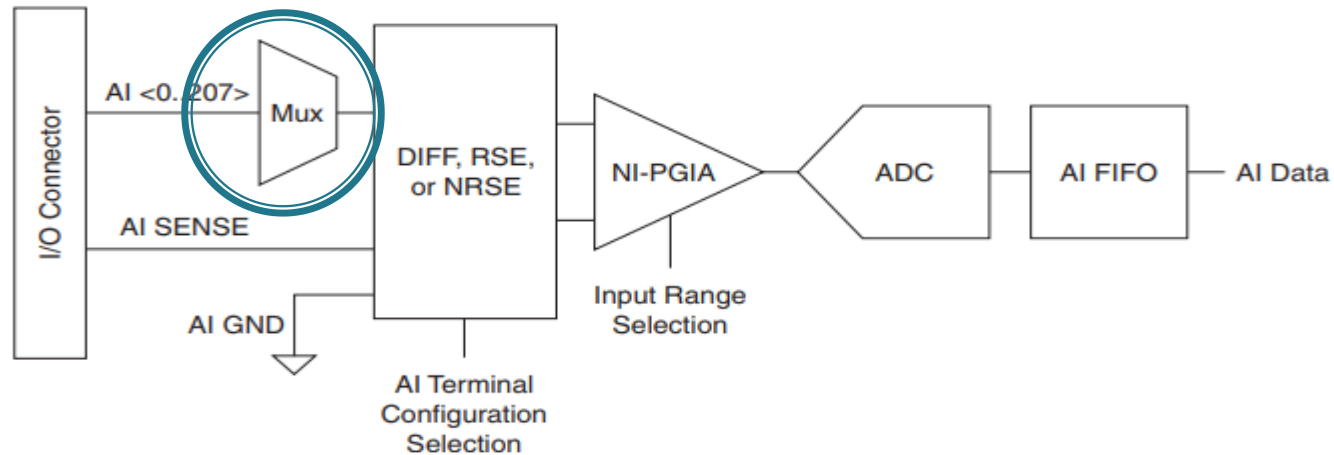 I/O Connector
AI <0..207>
Mux
AI SENSE
AI GND
DIFF, RSE,
or NRSE
AI Terminal
Configuration
Selection
NI-PGIA
Input Range
Selection
ADC
AI FIFO
AI Data